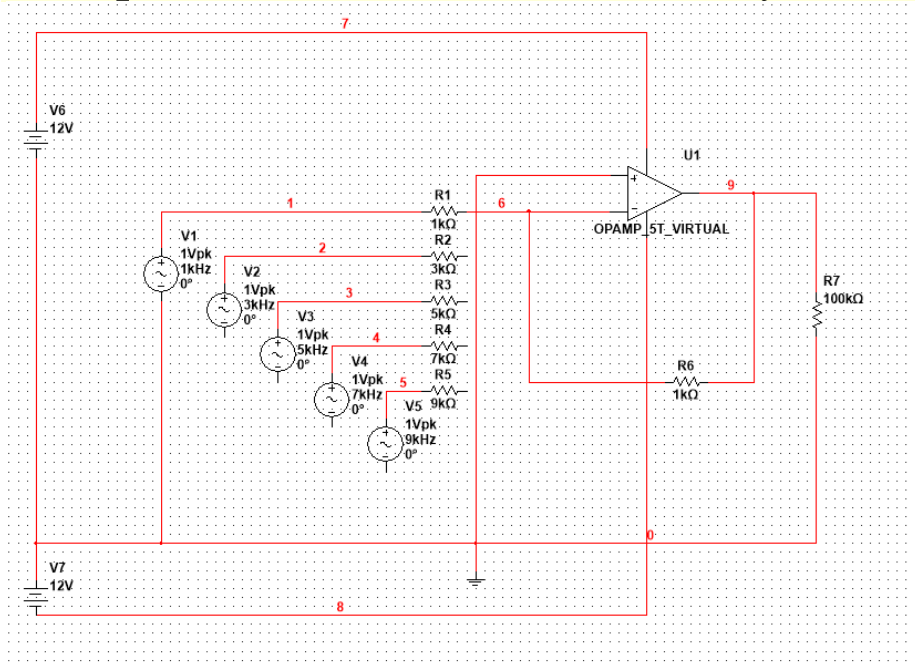 7
V6
12V
U1
+
−
9
OPAMP_5T_VIRTUAL
R1
1
6
1kΩ
R2
2
3kΩ
R3
3
5kΩ
R4
4
7kΩ
R5
5
9kΩ
V1
1Vpk
1kHz
0°
V2
1Vpk
3kHz
0°
V3
1Vpk
5kHz
0°
V4
1Vpk
7kHz
0°
V5
1Vpk
9kHz
0°
R7
100kΩ
R6
1kΩ
0
V7
12V
8